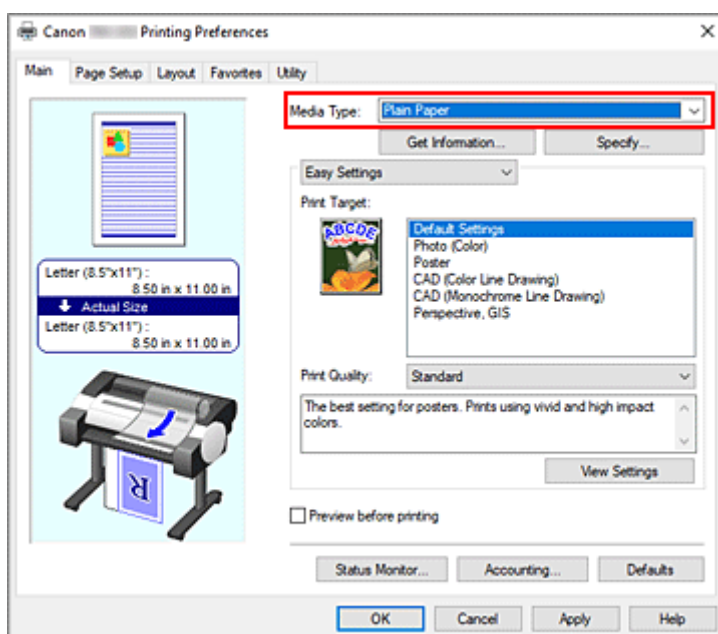 Canon Printing Preferences
Main Page Setup Layout Favorites Utility
Media Type: Plain Paper
Get Information... Specify...
Easy Settings
Print Target:
ABCDE
Default Settings
Photo (Color)
Poster
CAD (Color Line Drawing)
CAD (Monochrome Line Drawing)
Perspective, GIS
Letter (8.5"x11") :
8.50 in x 11.00 in
Actual Size
Letter (8.5"x11") :
8.50 in x 11.00 in
Print Quality: Standard
The best setting for posters. Prints using vivid and high impact
colors.
R
View Settings
Preview before printing
Status Monitor... Accounting... Defaults
OK Cancel Apply Help